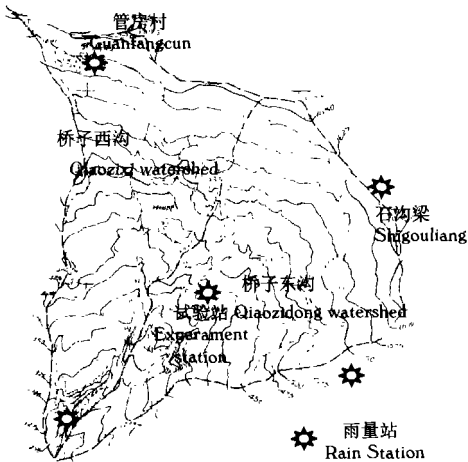 管房村
Guanfangcun
桥子西沟
Qiaozixi watershed
石沟梁
Shigouliang
桥子东沟
试验站 Qiaozidong watershed
Experament
station
雨量站
Rain Station